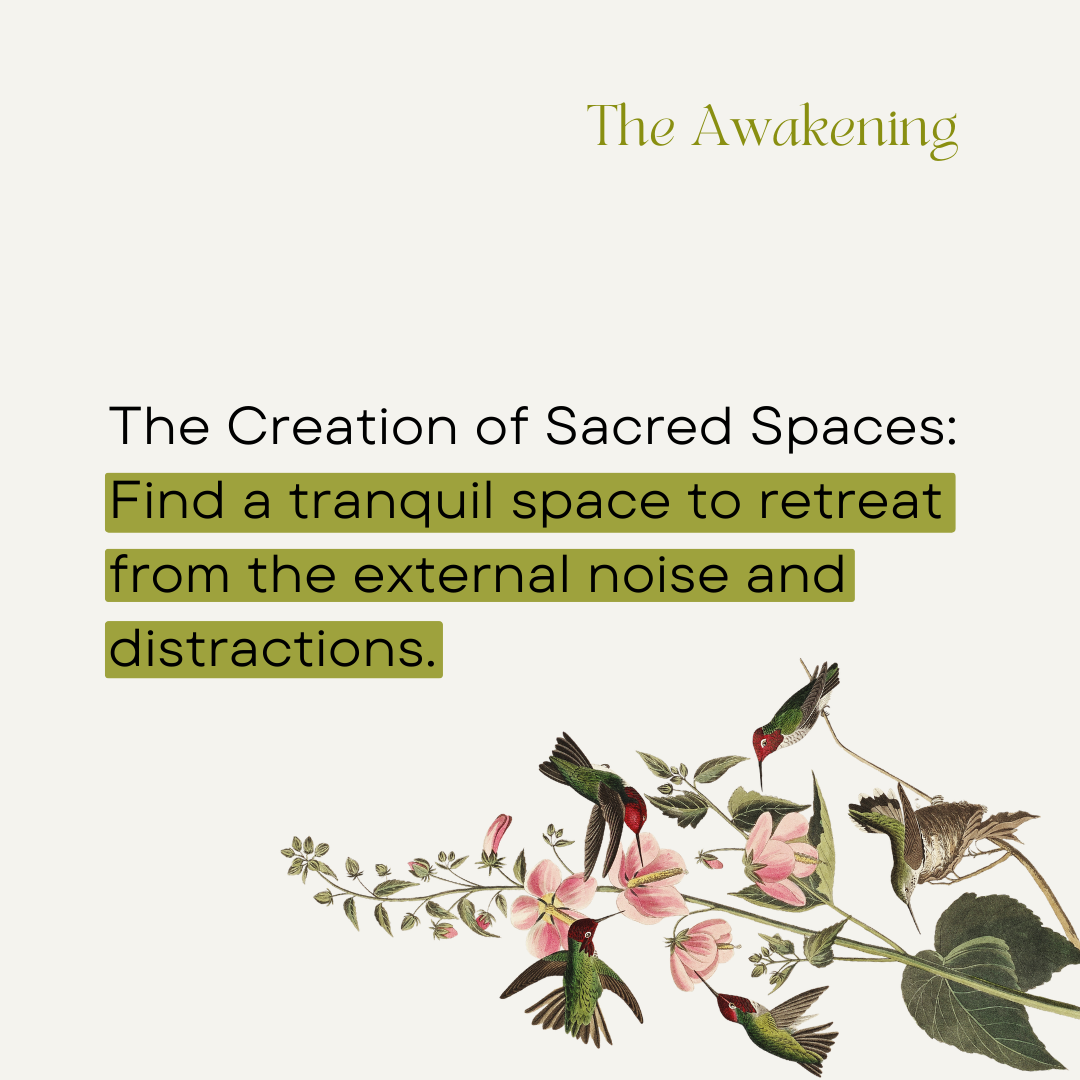 The Awakening
The Creation of Sacred Spaces:
Find a tranquil space to retreat
from the external noise and
distractions.